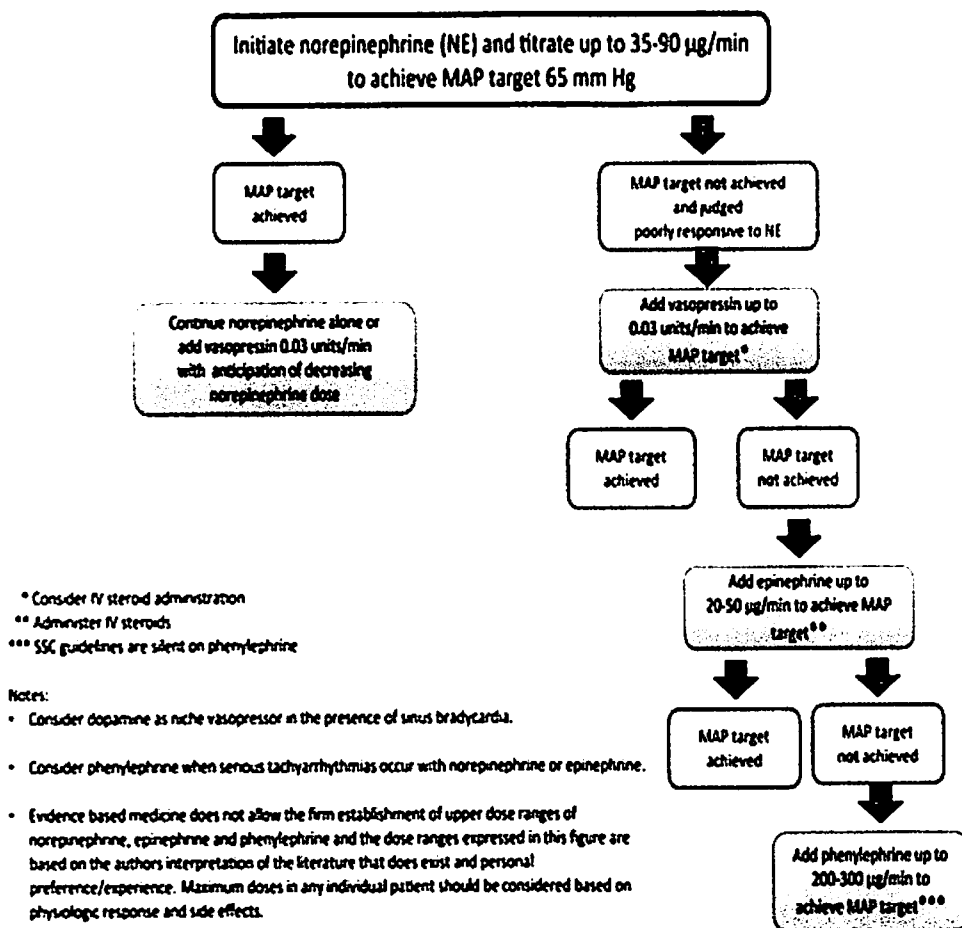 Initiate norepinephrine (NE) and titrate up to 35-90 µg/min
to achieve MAP target 65 mm Hg
MAP target
achieved
MAP target not achieved
and judged
poorly responsive to NE
Continue norepinephrine alone or
add vasopressin 0.03 units/min
with anticipation of decreasing
norepinephrine dose
Add vasopressin up to
0.03 units/min to achieve
MAP target*
MAP target
achieved
MAP target
not achieved
Add epinephrine up to
20-50 µg/min to achieve MAP
target**
MAP target
achieved
MAP target
not achieved
Add phenylephrine up to
200-300 µg/min to
achieve MAP target***
* Consider IV steroid administration
** Administer IV steroids
*** SSC guidelines are silent on phenylephrine
Notes:
• Consider dopamine as niche vasopressor in the presence of sinus bradycardia.
• Consider phenylephrine when serious tachyarrhythmias occur with norepinephrine or epinephrine.
• Evidence based medicine does not allow the firm establishment of upper dose ranges of
norepinephrine, epinephrine and phenylephrine and the dose ranges expressed in this figure are
based on the authors interpretation of the literature that does exist and personal
preference/experience. Maximum doses in any individual patient should be considered based on
physiologic response and side effects.